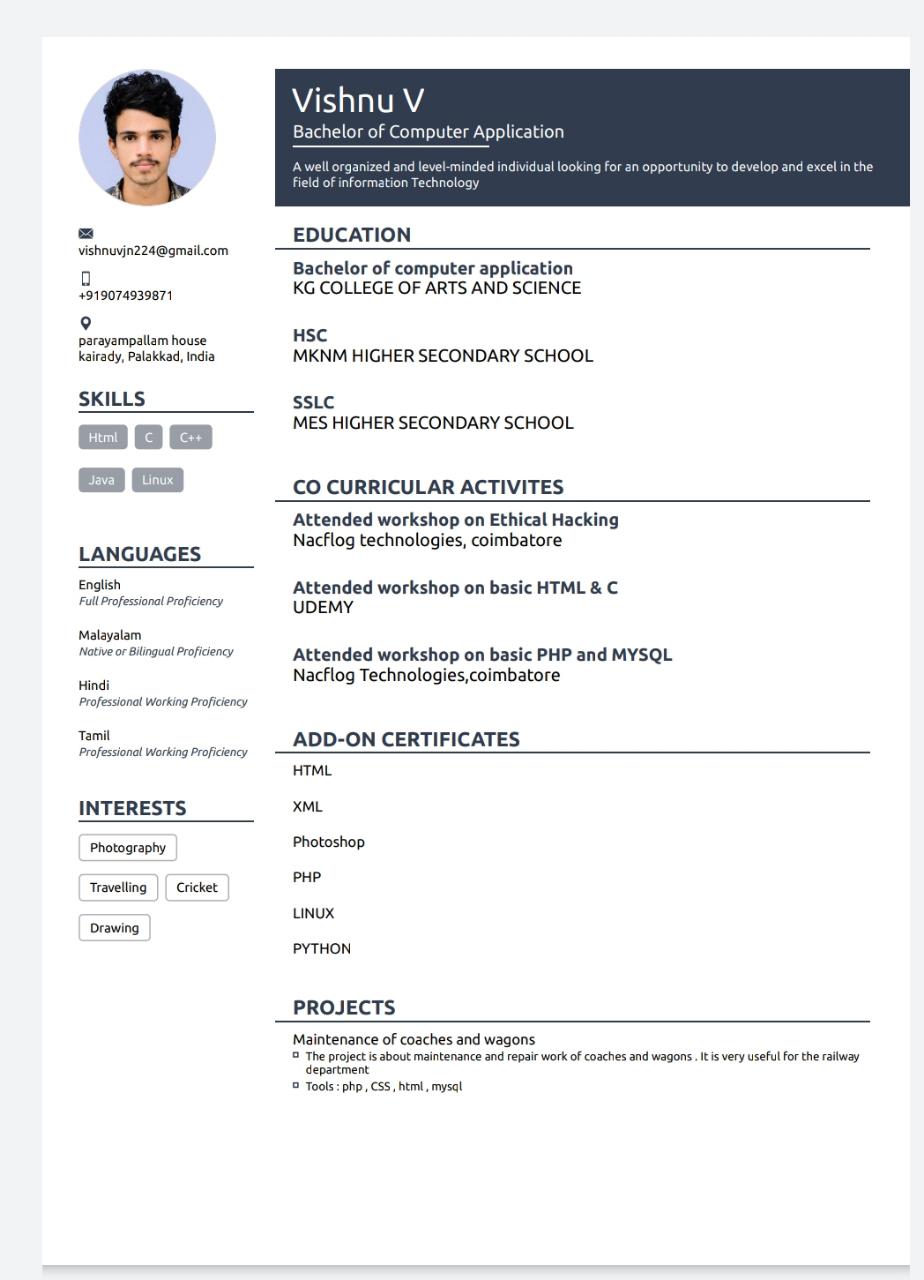 Vishnu V
Bachelor of Computer Application
A well organized and level-minded individual looking for an opportunity to develop and excel in the
field of information Technology
vishnuvjn224@gmail.com
+919074939871
parayampallam house
kairady, Palakkad, India
SKILLS
Html C C++
Java Linux
LANGUAGES
English
Full Professional Proficiency
Malayalam
Native or Bilingual Proficiency
Hindi
Professional Working Proficiency
Tamil
Professional Working Proficiency
INTERESTS
Photography
Travelling Cricket
Drawing
EDUCATION
Bachelor of computer application
KG COLLEGE OF ARTS AND SCIENCE
HSC
MKNM HIGHER SECONDARY SCHOOL
SSLC
MES HIGHER SECONDARY SCHOOL
CO CURRICULAR ACTIVITES
Attended workshop on Ethical Hacking
Nacflog technologies, coimbatore
Attended workshop on basic HTML & C
UDEMY
Attended workshop on basic PHP and MYSQL
Nacflog Technologies,coimbatore
ADD-ON CERTIFICATES
HTML
XML
Photoshop
PHP
LINUX
PYTHON
PROJECTS
Maintenance of coaches and wagons
The project is about maintenance and repair work of coaches and wagons . It is very useful for the railway
department
Tools : php , CSS , html , mysql